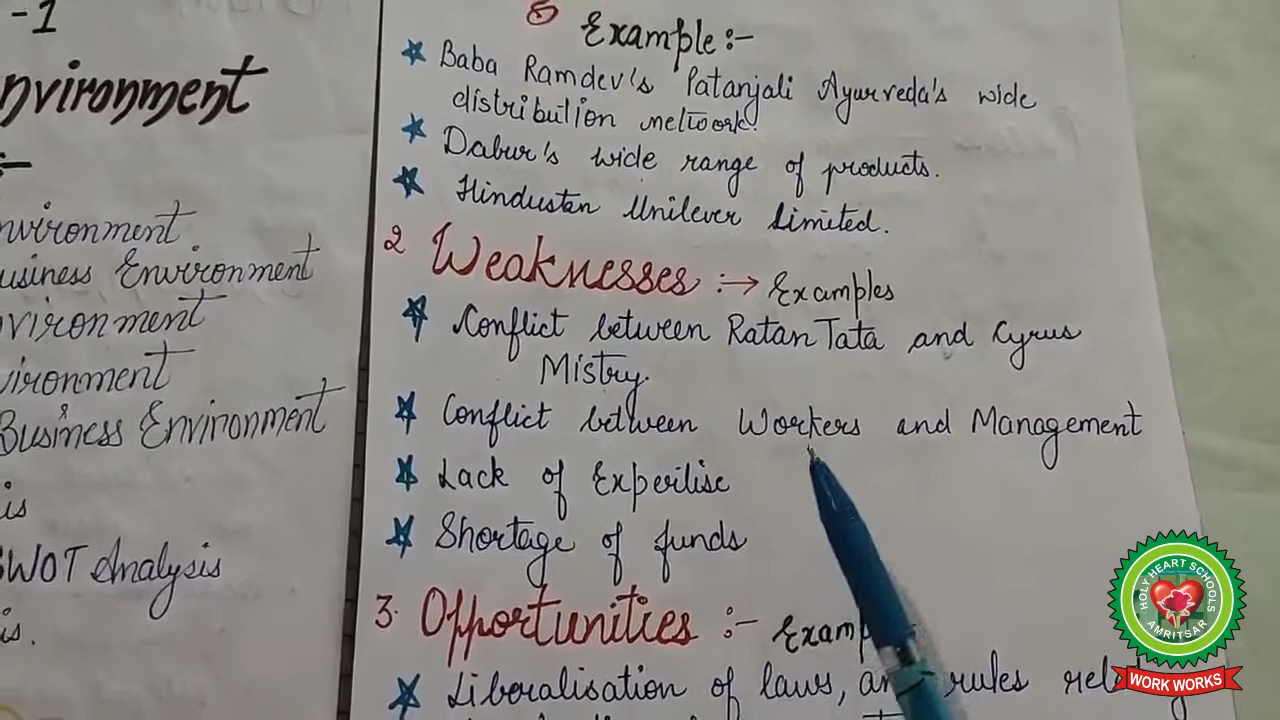 -1
nvironment
nvironment
usiness Environment
nvironment
vironment
Business Environment
is
SWOT Analysis
is.
Example :-
Baba Ramdev's Patanjali Ayurveda's wide
distribution network.
Dabur's wide range of products.
Hindustan Unilever Limited.
2 Weaknesses :→ Examples
Conflict between Ratan Tata and Cyrus
Mistry.
Conflict between Workers and Management
Lack of Expertise
Shortage of funds
3. Opportunities :- Examp
Liberalisation of laws, and rules rel
HOLY HEART SCHOOLS
AMRITSAR
WORK WORKS